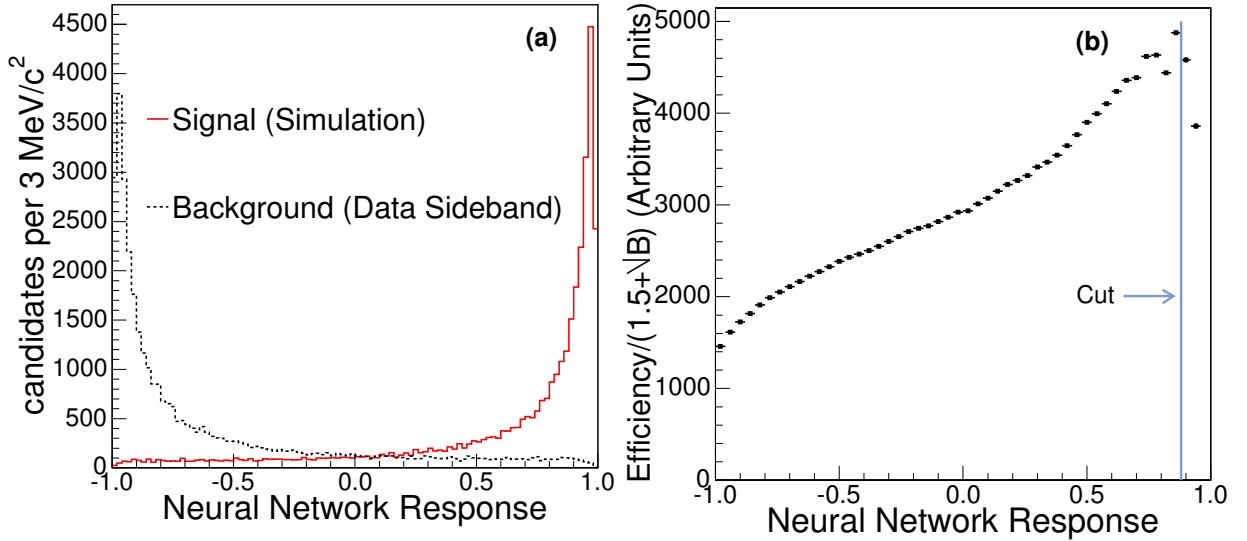 (a)
candidates per 3 MeV/c²
4500
4000
3500
3000
2500
2000
1500
1000
500
0
Signal (Simulation)
Background (Data Sideband)
-1.0 -0.5 0.0 0.5 1.0
Neural Network Response
(b)
Efficiency/(1.5+√B) (Arbitrary Units)
5000
4000
3000
2000
1000
0
Cut
-1.0 -0.5 0.0 0.5 1.0
Neural Network Response